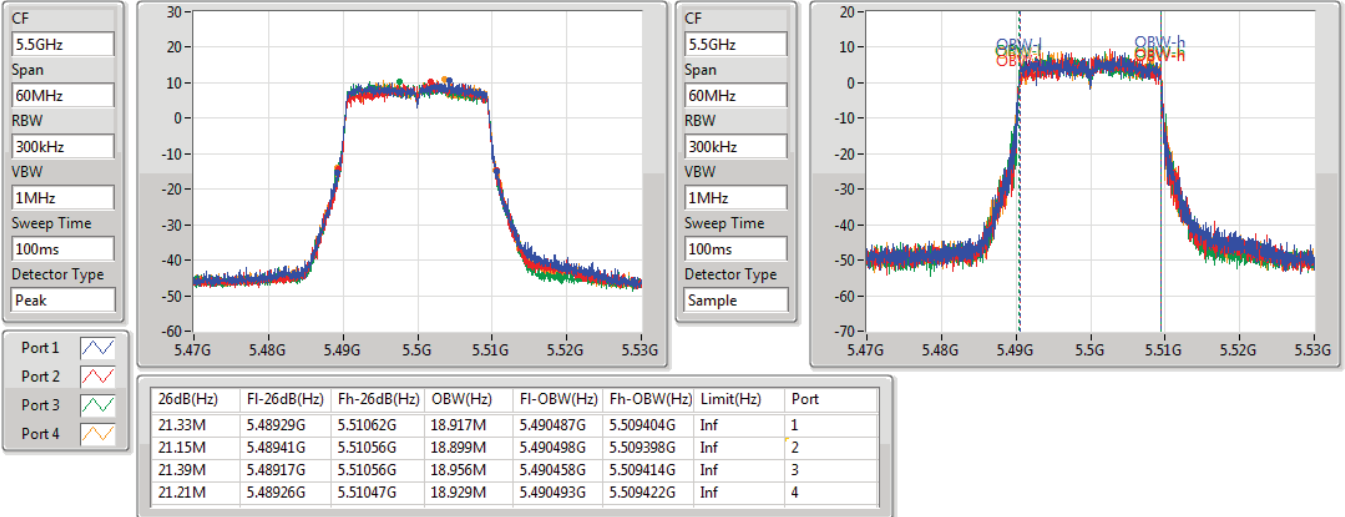 CF
5.5GHz
Span
60MHz
RBW
300kHz
VBW
1MHz
Sweep Time
100ms
Detector Type
Peak
30
20
10
0
-10
-20
-30
-40
-50
-60
5.47G 5.48G 5.49G 5.5G 5.51G 5.52G 5.53G
CF
5.5GHz
Span
60MHz
RBW
300kHz
VBW
1MHz
Sweep Time
100ms
Detector Type
Sample
20
10
0
-10
-20
-30
-40
-50
-60
-70
OBW-l OBW-h
5.47G 5.48G 5.49G 5.5G 5.51G 5.52G 5.53G
Port 1
Port 2
Port 3
Port 4
26dB(Hz) Fl-26dB(Hz) Fh-26dB(Hz) OBW(Hz) Fl-OBW(Hz) Fh-OBW(Hz) Limit(Hz) Port
21.33M 5.48929G 5.51062G 18.917M 5.490487G 5.509404G Inf 1
21.15M 5.48941G 5.51056G 18.899M 5.490498G 5.509398G Inf 2
21.39M 5.48917G 5.51056G 18.956M 5.490458G 5.509414G Inf 3
21.21M 5.48926G 5.51047G 18.929M 5.490493G 5.509422G Inf 4